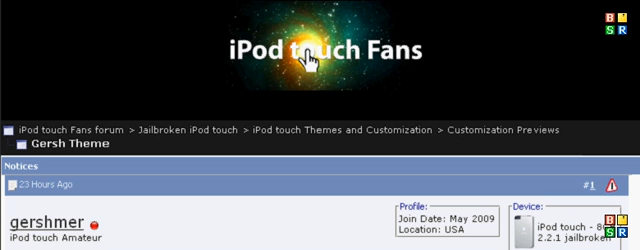 iPod touch Fans
B
S R
iPod touch Fans forum > Jailbroken iPod touch > iPod touch Themes and Customization > Customization Previews
Gersh Theme
Notices
23 Hours Ago
#1
gershmer
iPod touch Amateur
Profile:
Join Date: May 2009
Location: USA
Device:
iPod touch - 8
2.2.1 jailbroken
B
S R